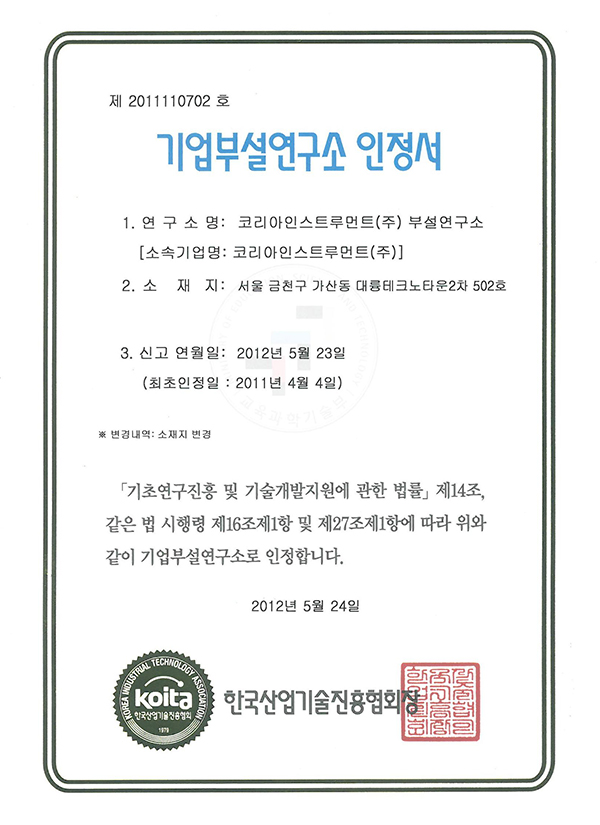 제 2011110702 호
기업부설연구소 인정서
1. 연 구 소 명: 코리아인스트루먼트(주) 부설연구소
[소속기업명: 코리아인스트루먼트(주)]
2. 소 재 지: 서울 금천구 가산동 대륭테크노타운2차 502호
3. 신고 연월일: 2012년 5월 23일
(최초인정일 : 2011년 4월 4일)
※ 변경내역: 소재지 변경
「기초연구진흥 및 기술개발지원에 관한 법률」 제14조,
같은 법 시행령 제16조제1항 및 제27조제1항에 따라 위와
같이 기업부설연구소로 인정합니다.
2012년 5월 24일
KOREA INDUSTRIAL TECHNOLOGY ASSOCIATION
koita
한국산업기술진흥협회
1979
한국산업기술진흥협회장